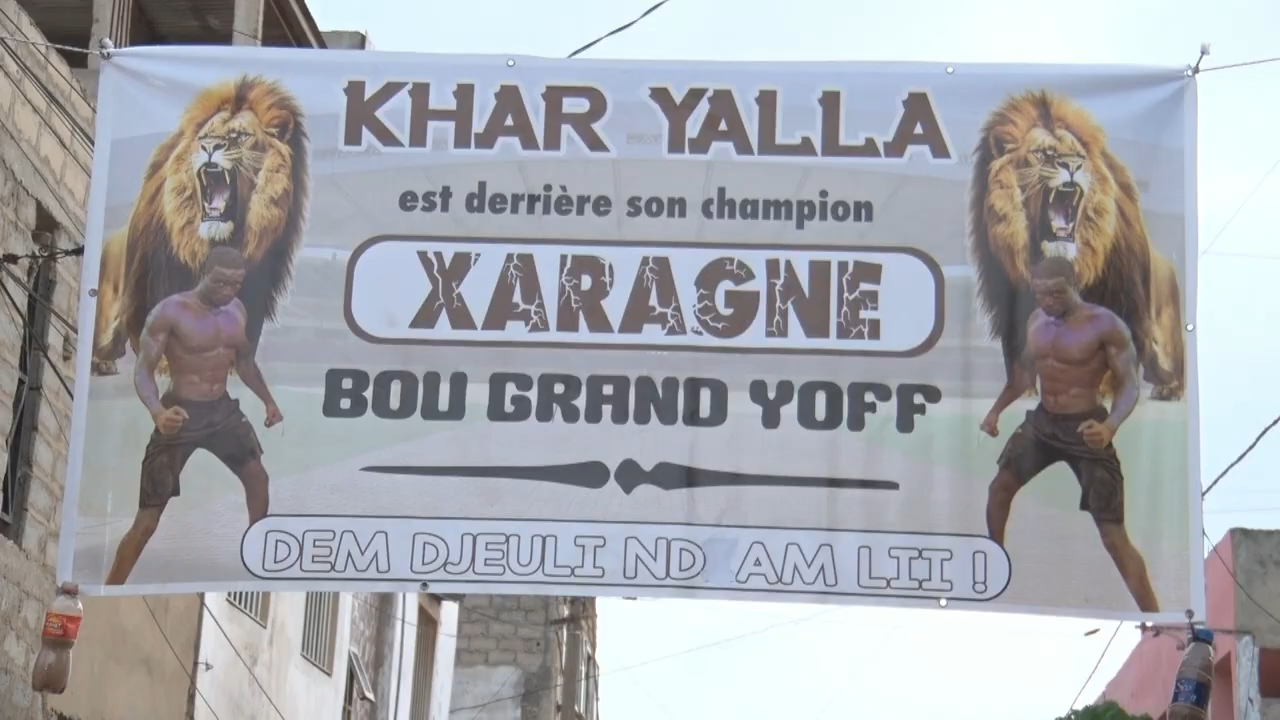 KHAR YALLA
est derrière son champion
XARAGNE
BOU GRAND YOFF
DEM DJEULI ND AM LII !